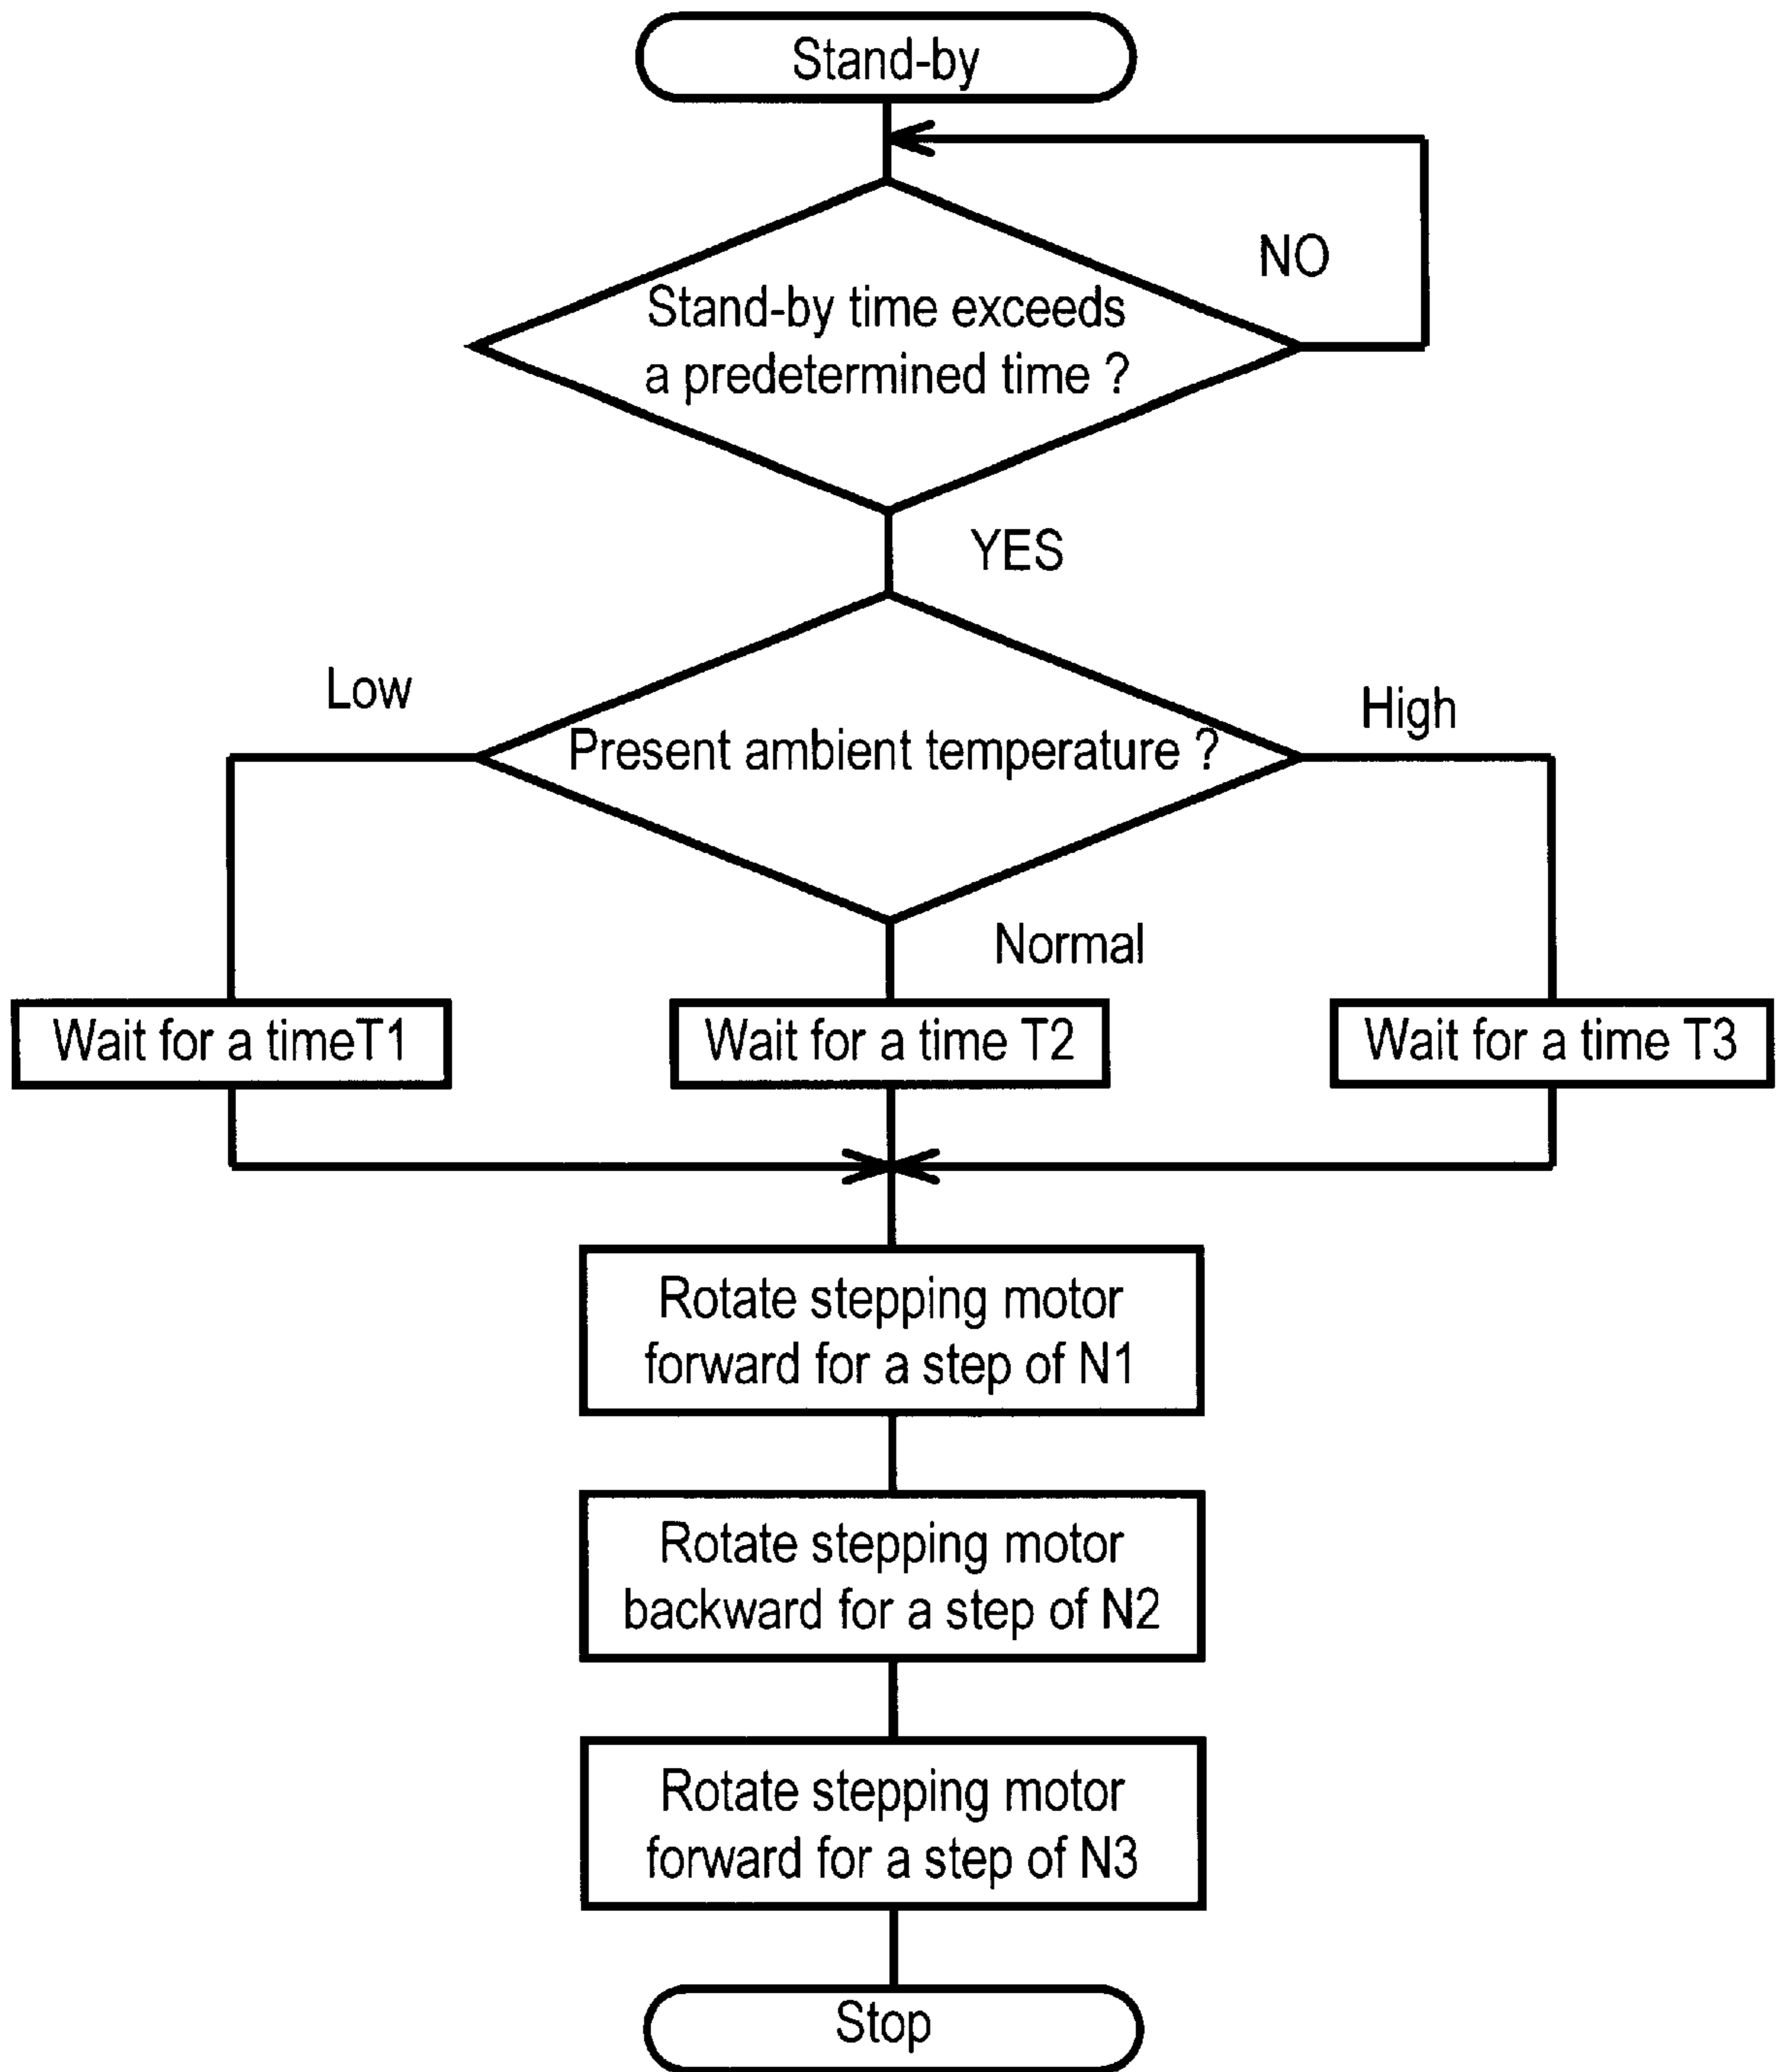 Stand-by
NO
Stand-by time exceeds
a predetermined time ?
YES
Low
High
Present ambient temperature ?
Normal
Wait for a timeT1
Wait for a time T2
Wait for a time T3
Rotate stepping motor
forward for a step of N1
Rotate stepping motor
backward for a step of N2
Rotate stepping motor
forward for a step of N3
Stop